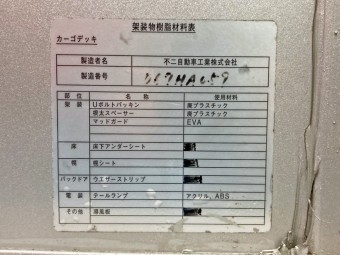 架装物樹脂材料表
カーゴデッキ
製造者名 不二自動車工業株式会社
製造番号
部位 名称 使用材料
架装 Uボルトパッキン 廃プラスチック
根太スペーサー 廃プラスチック
マッドガード EVA
床 床下アンダーシート
幌 幌シート
バックドア ウエザーストリップ
電装 テールランプ アクリル、ABS
その他 導風板